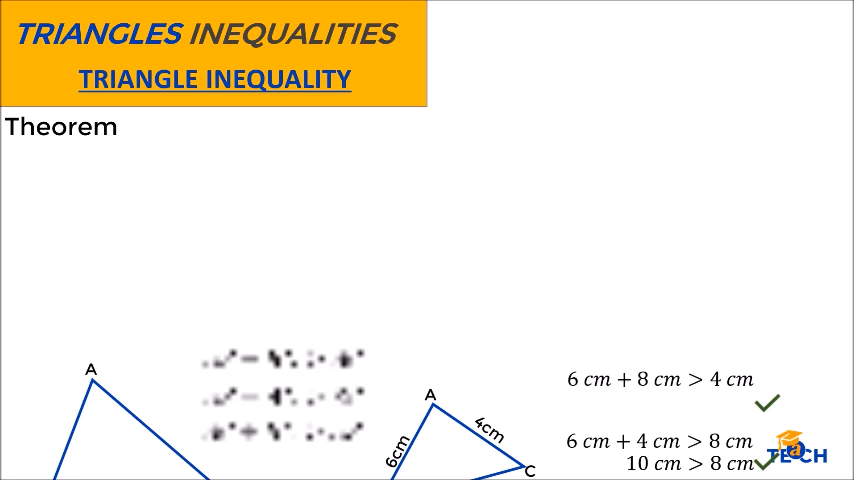 TRIANGLES INEQUALITIES
TRIANGLE INEQUALITY
Theorem
A
A
6cm
4cm
C
6 cm + 8 cm > 4 cm
6 cm + 4 cm > 8 cm
10 cm > 8 cm
TEaCH